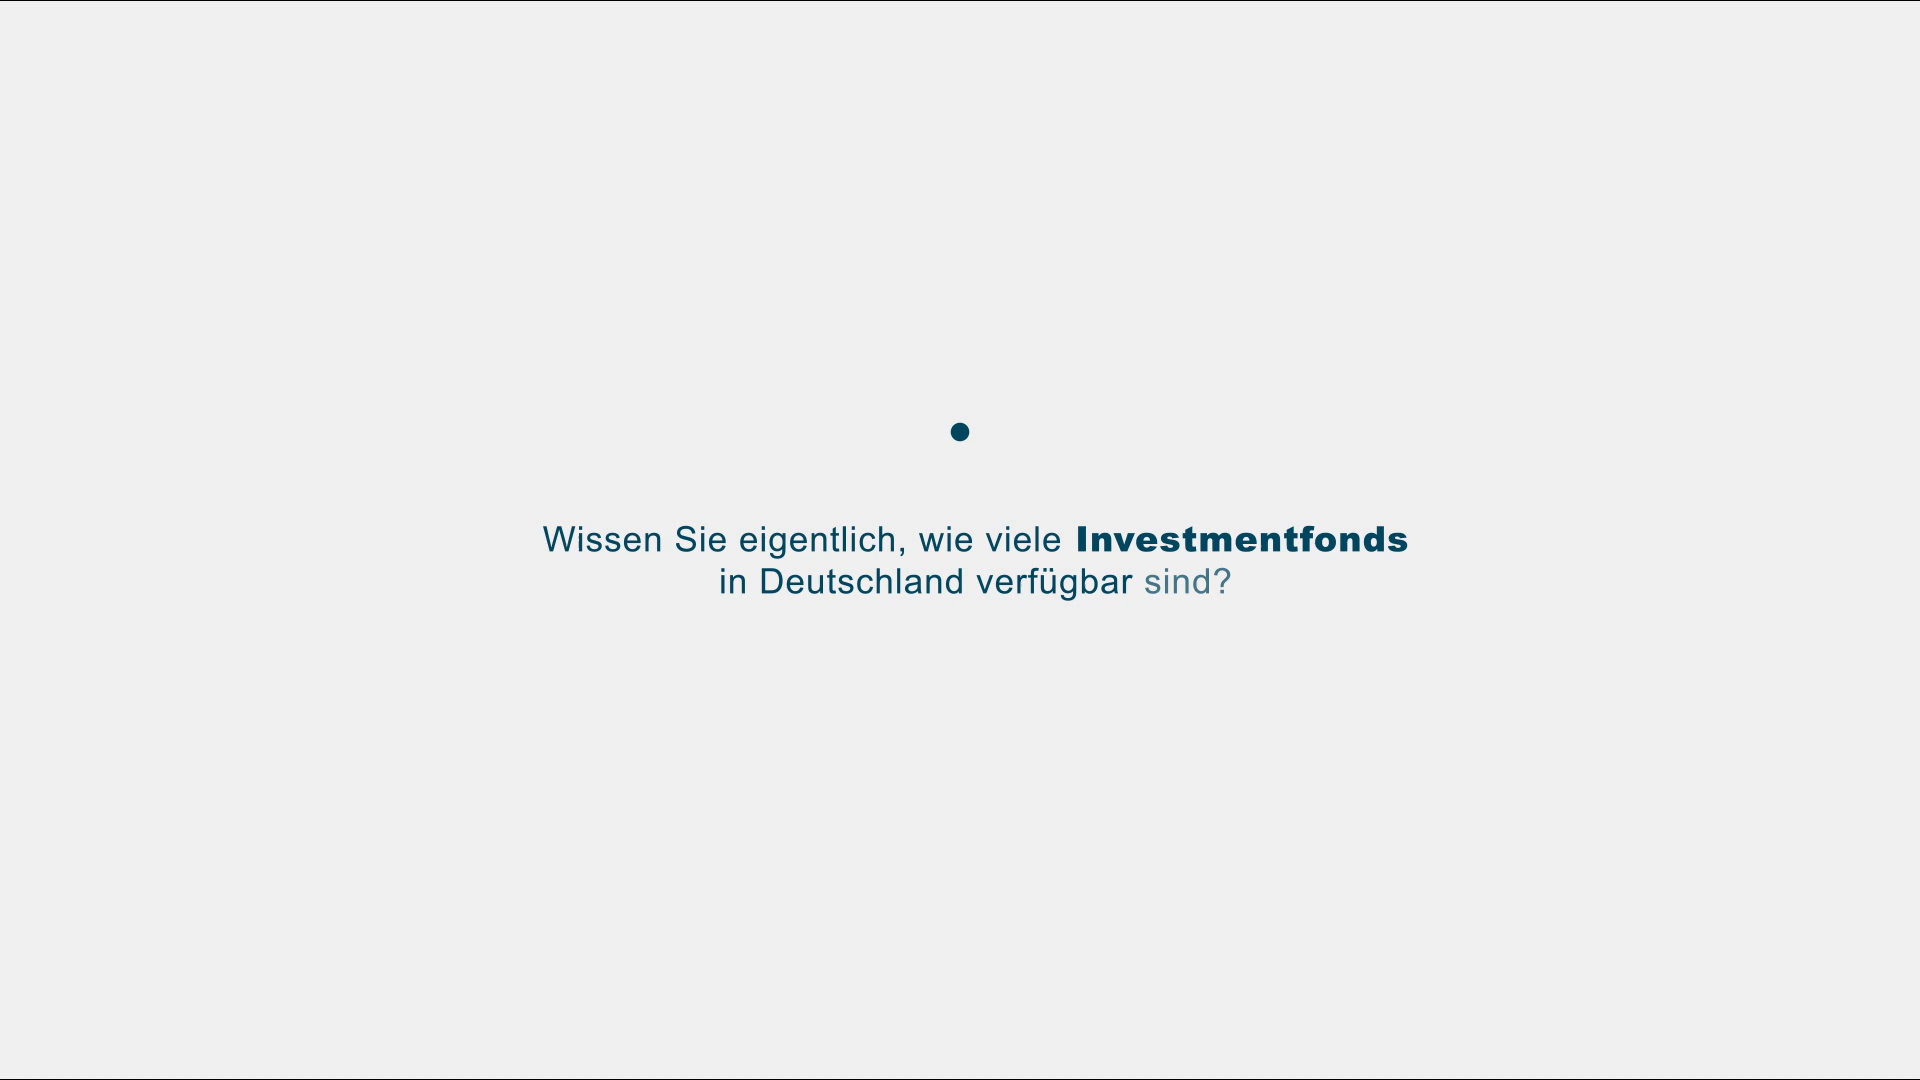 Wissen Sie eigentlich, wie viele Investmentfonds
in Deutschland verfügbar sind?